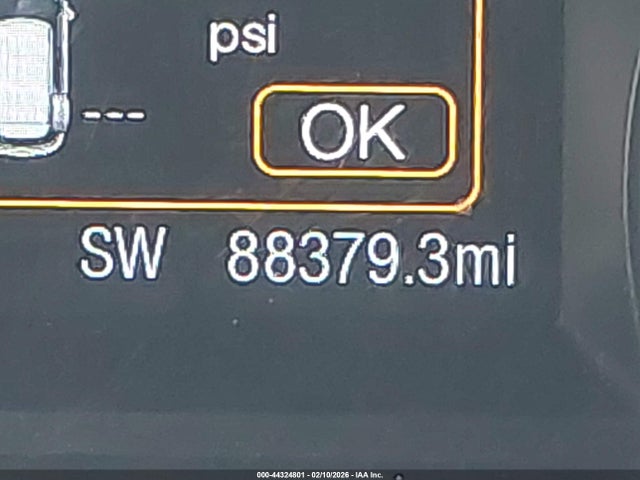 psi
---
OK
SW 88379.3mi
000-44324801 - 02/10/2026 - IAA Inc.